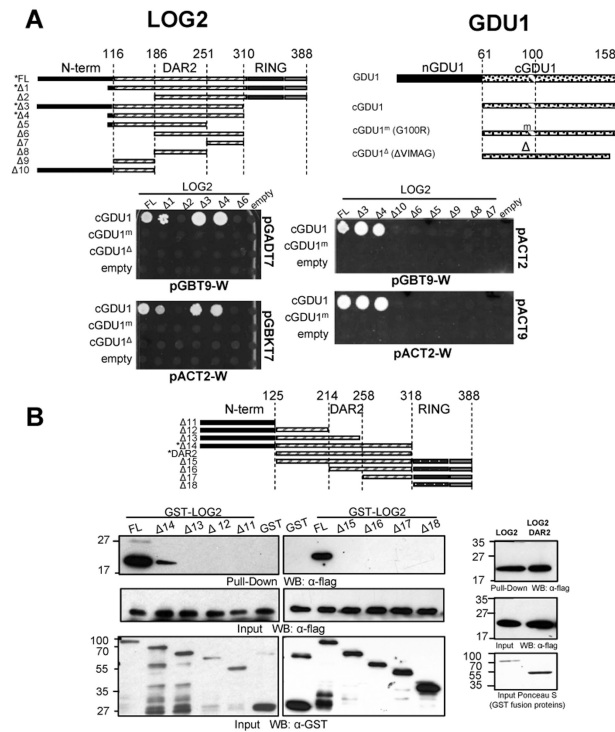 A
LOG2
GDU1
116 186 251 310 388
N-term DAR2 RING
*FL
*Δ1
Δ2
*Δ3
*Δ4
Δ5
Δ6
Δ7
Δ8
Δ9
Δ10
61 100 158
nGDU1 cGDU1
GDU1
cGDU1
cGDU1m (G100R) m
cGDU1Δ (ΔVIMAG) Δ
LOG2
FL Δ1 Δ2 Δ3 Δ4 Δ6 empty
cGDU1
cGDU1m
cGDU1Δ
empty
pGADT7
pGBT9-W
cGDU1
cGDU1m
cGDU1Δ
empty
pGBKT7
pACT2-W
LOG2
FL Δ3 Δ4 Δ10 Δ6 Δ5 Δ9 Δ8 Δ7 empty
cGDU1
cGDU1m
empty
pACT2
pGBT9-W
cGDU1
cGDU1m
empty
pACT9
pACT2-W
B
125 214 258 318 388
N-term DAR2 RING
Δ11
Δ12
Δ13
*Δ14
*DAR2
Δ15
Δ16
Δ17
Δ18
GST-LOG2 GST-LOG2
FL Δ14 Δ13 Δ12 Δ11 GST GST FL Δ15 Δ16 Δ17 Δ18
27
17
Pull-Down WB: α-flag
Input WB: α-flag
100
70
55
35
27
Input WB: α-GST
LOG2 LOG2 DAR2
35
25
17
Pull-Down WB: α-flag
35
25
17
Input WB: α-flag
100
70
55
35
Input Ponceau S
(GST fusion proteins)